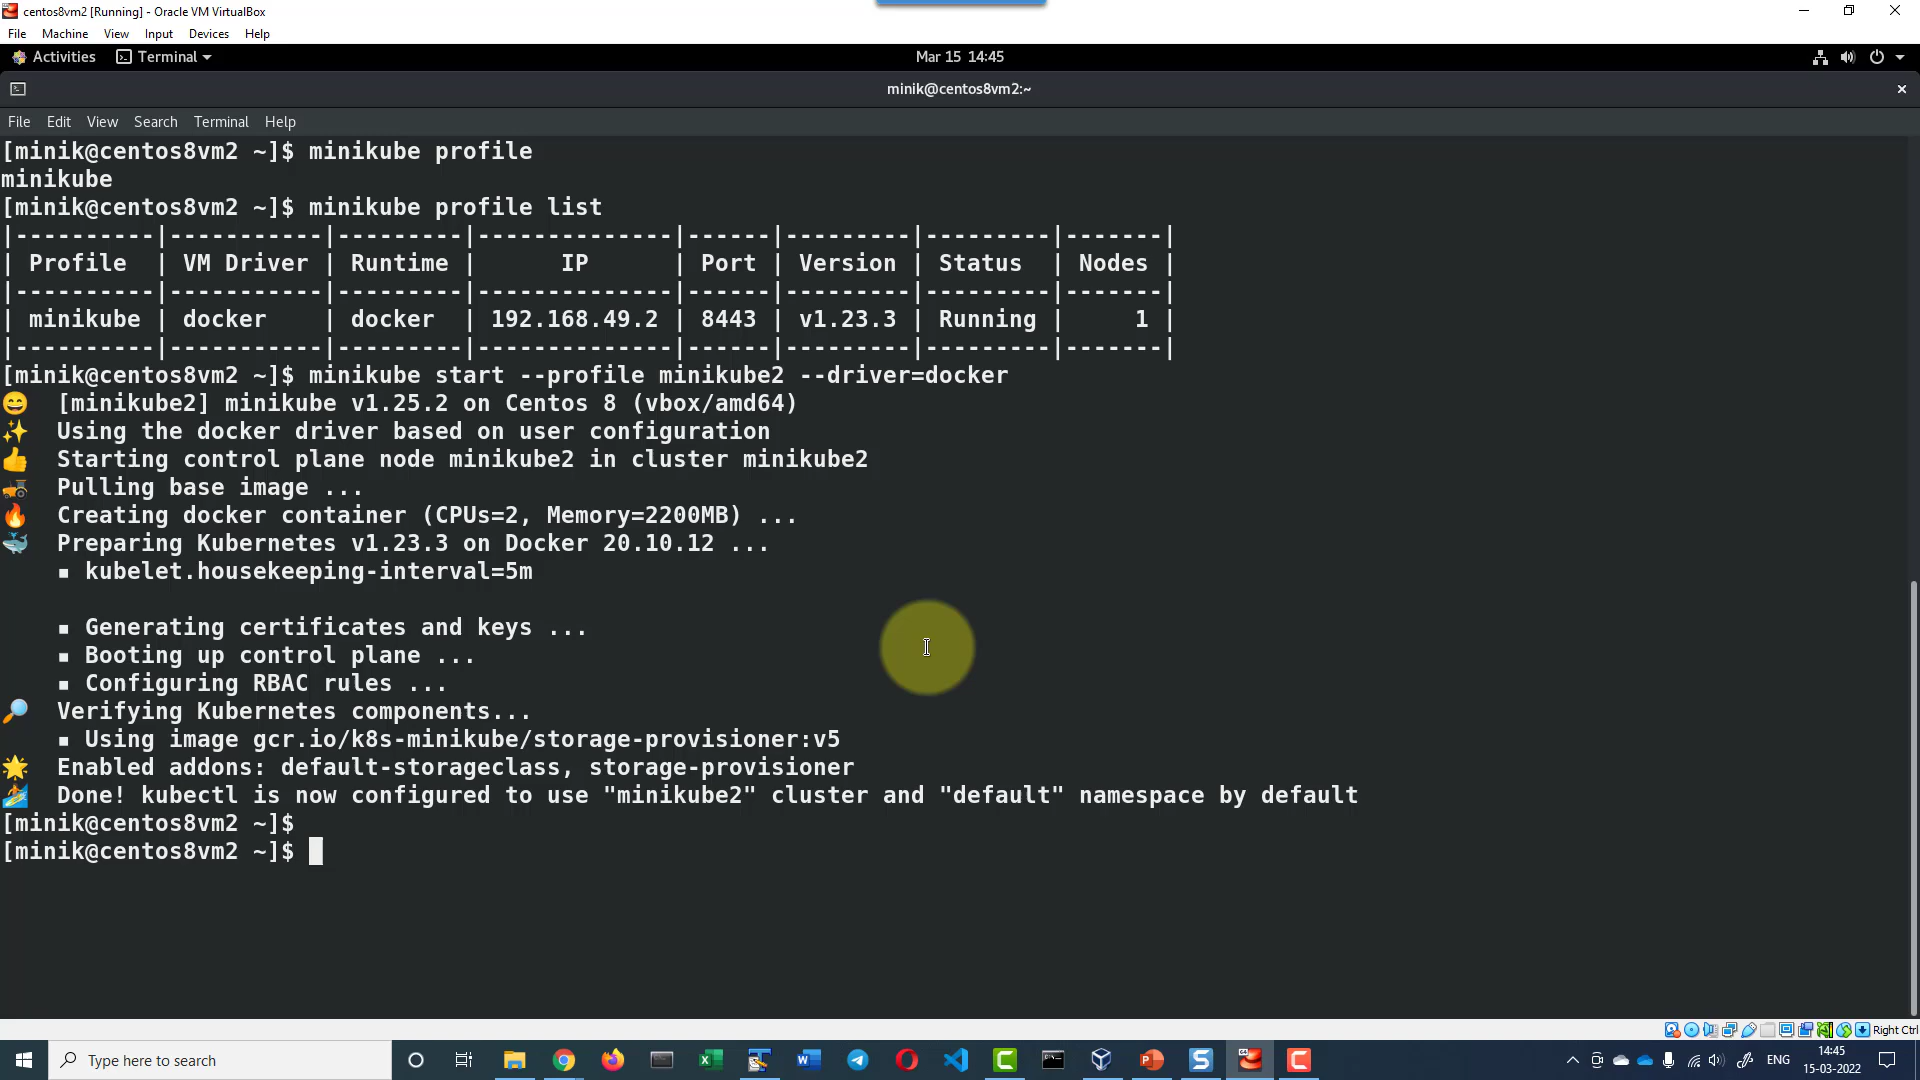 centos8vm2 [Running] - Oracle VM VirtualBox
File Machine View Input Devices Help
Activities Terminal Mar 15 14:45
minik@centos8vm2:~
File Edit View Search Terminal Help
[minik@centos8vm2 ~]$ minikube profile
minikube
[minik@centos8vm2 ~]$ minikube profile list
|----------|-----------|---------|--------------|------|---------|---------|-------|
| Profile | VM Driver | Runtime | IP | Port | Version | Status | Nodes |
|----------|-----------|---------|--------------|------|---------|---------|-------|
| minikube | docker | docker | 192.168.49.2 | 8443 | v1.23.3 | Running | 1 |
|----------|-----------|---------|--------------|------|---------|---------|-------|
[minik@centos8vm2 ~]$ minikube start --profile minikube2 --driver=docker
😄 [minikube2] minikube v1.25.2 on Centos 8 (vbox/amd64)
✨ Using the docker driver based on user configuration
👍 Starting control plane node minikube2 in cluster minikube2
🚜 Pulling base image ...
🔥 Creating docker container (CPUs=2, Memory=2200MB) ...
🐳 Preparing Kubernetes v1.23.3 on Docker 20.10.12 ...
▪ kubelet.housekeeping-interval=5m
▪ Generating certificates and keys ...
▪ Booting up control plane ...
▪ Configuring RBAC rules ...
🔎 Verifying Kubernetes components...
▪ Using image gcr.io/k8s-minikube/storage-provisioner:v5
🌟 Enabled addons: default-storageclass, storage-provisioner
🏄 Done! kubectl is now configured to use "minikube2" cluster and "default" namespace by default
[minik@centos8vm2 ~]$
[minik@centos8vm2 ~]$
Right Ctrl
Type here to search
ENG
14:45
15-03-2022